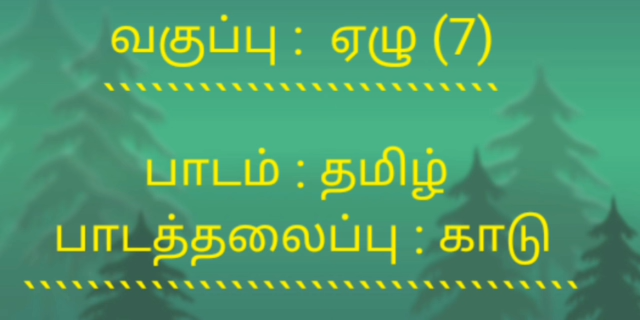 வகுப்பு : ஏழு (7)
பாடம் : தமிழ்
பாடத்தலைப்பு : காடு